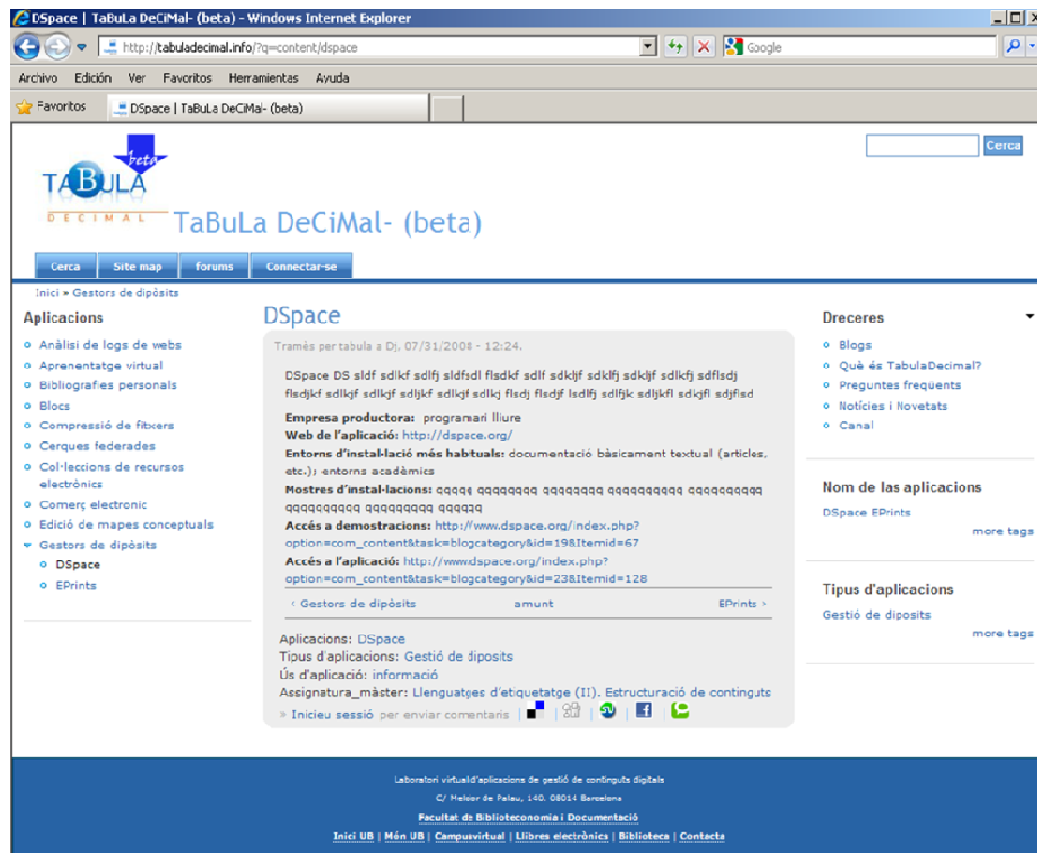 DSpace | TaBuLa DeCiMal- (beta) - Windows Internet Explorer
http://tabuladecimal.info/?q=content/dspace
Google
Archivo Edición Ver Favoritos Herramientas Ayuda
Favoritos DSpace | TaBuLa DeCiMal- (beta)
beta
TABULA
DECIMAL
TaBuLa DeCiMal- (beta)
Cerca
Cerca Site map forums Connectar-se
Inici » Gestors de dipòsits
Aplicacions
Anàlisi de logs de webs
Aprenentatge virtual
Bibliografies personals
Blocs
Compressió de fitxers
Cerques federades
Col·leccions de recursos
electrònics
Comerç electronic
Edició de mapes conceptuals
Gestors de dipòsits
DSpace
EPrints
DSpace
Tramès per tabula a Dj, 07/31/2008 - 12:24.
DSpace DS sldf sdlkf sdlfj sldfsdl flsdkf sdlf sdkljf sdklfj sdkljf sdlkfj sdflsdj
flsdjkf sdlkjf sdlkjf sdljkf sdlkjf sdlkj flsdj flsdjf lsdlfj sdlfjk sdljkfl sdkjfl sdjflsd
Empresa productora: programari lliure
Web de l'aplicació: http://dspace.org/
Entorns d'instal·lació més habituals: documentació bàsicament textual (articles,
etc.); entorns acadèmics
Mostres d'instal·lacions: qqqqq qqqqqqqq qqqqqqqq qqqqqqqqqq qqqqqqqqqq
qqqqqqqqqq qqqqqqqqq qqqqqq
Accés a demostracions: http://www.dspace.org/index.php?
option=com_content&task=blogcategory&id=19&Itemid=67
Accés a l'aplicació: http://www.dspace.org/index.php?
option=com_content&task=blogcategory&id=23&Itemid=128
‹ Gestors de dipòsits amunt EPrints ›
Aplicacions: DSpace
Tipus d'aplicacions: Gestió de diposits
Ús d'aplicació: informació
Assignatura_màster: Llenguatges d'etiquetatge (II). Estructuració de continguts
» Inicieu sessió per enviar comentaris
Dreceres
Blogs
Què és TabulaDecimal?
Preguntes freqüents
Notícies i Novetats
Canal
Nom de las aplicacions
DSpace EPrints
more tags
Tipus d'aplicacions
Gestió de diposits
more tags
Laboratori virtual d'aplicacions de gestió de continguts digitals
C/ Melcior de Palau, 140. 08014 Barcelona
Facultat de Biblioteconomia i Documentació
Inici UB | Món UB | Campusvirtual | Llibres electrònics | Biblioteca | Contacta